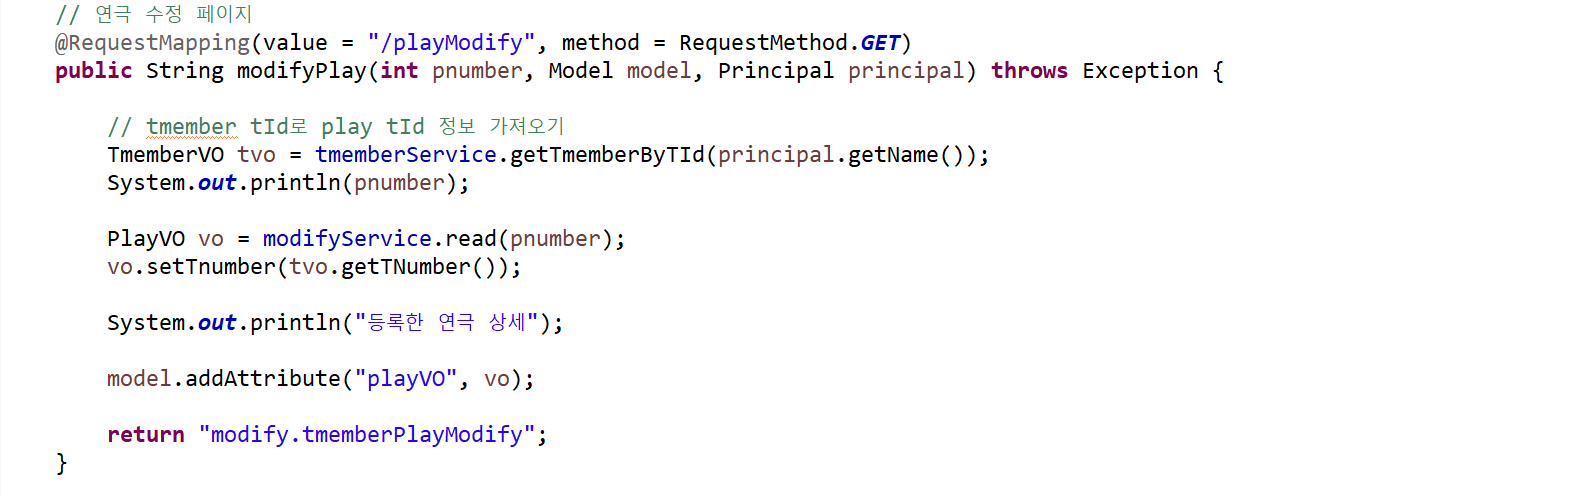 // 연극 수정 페이지
@RequestMapping(value = "/playModify", method = RequestMethod.GET)
public String modifyPlay(int pnumber, Model model, Principal principal) throws Exception {
// tmember tId로 play tId 정보 가져오기
TmemberVO tvo = tmemberService.getTmemberByTId(principal.getName());
System.out.println(pnumber);
PlayVO vo = modifyService.read(pnumber);
vo.setTnumber(tvo.getTNumber());
System.out.println("등록한 연극 상세");
model.addAttribute("playVO", vo);
return "modify.tmemberPlayModify";
}